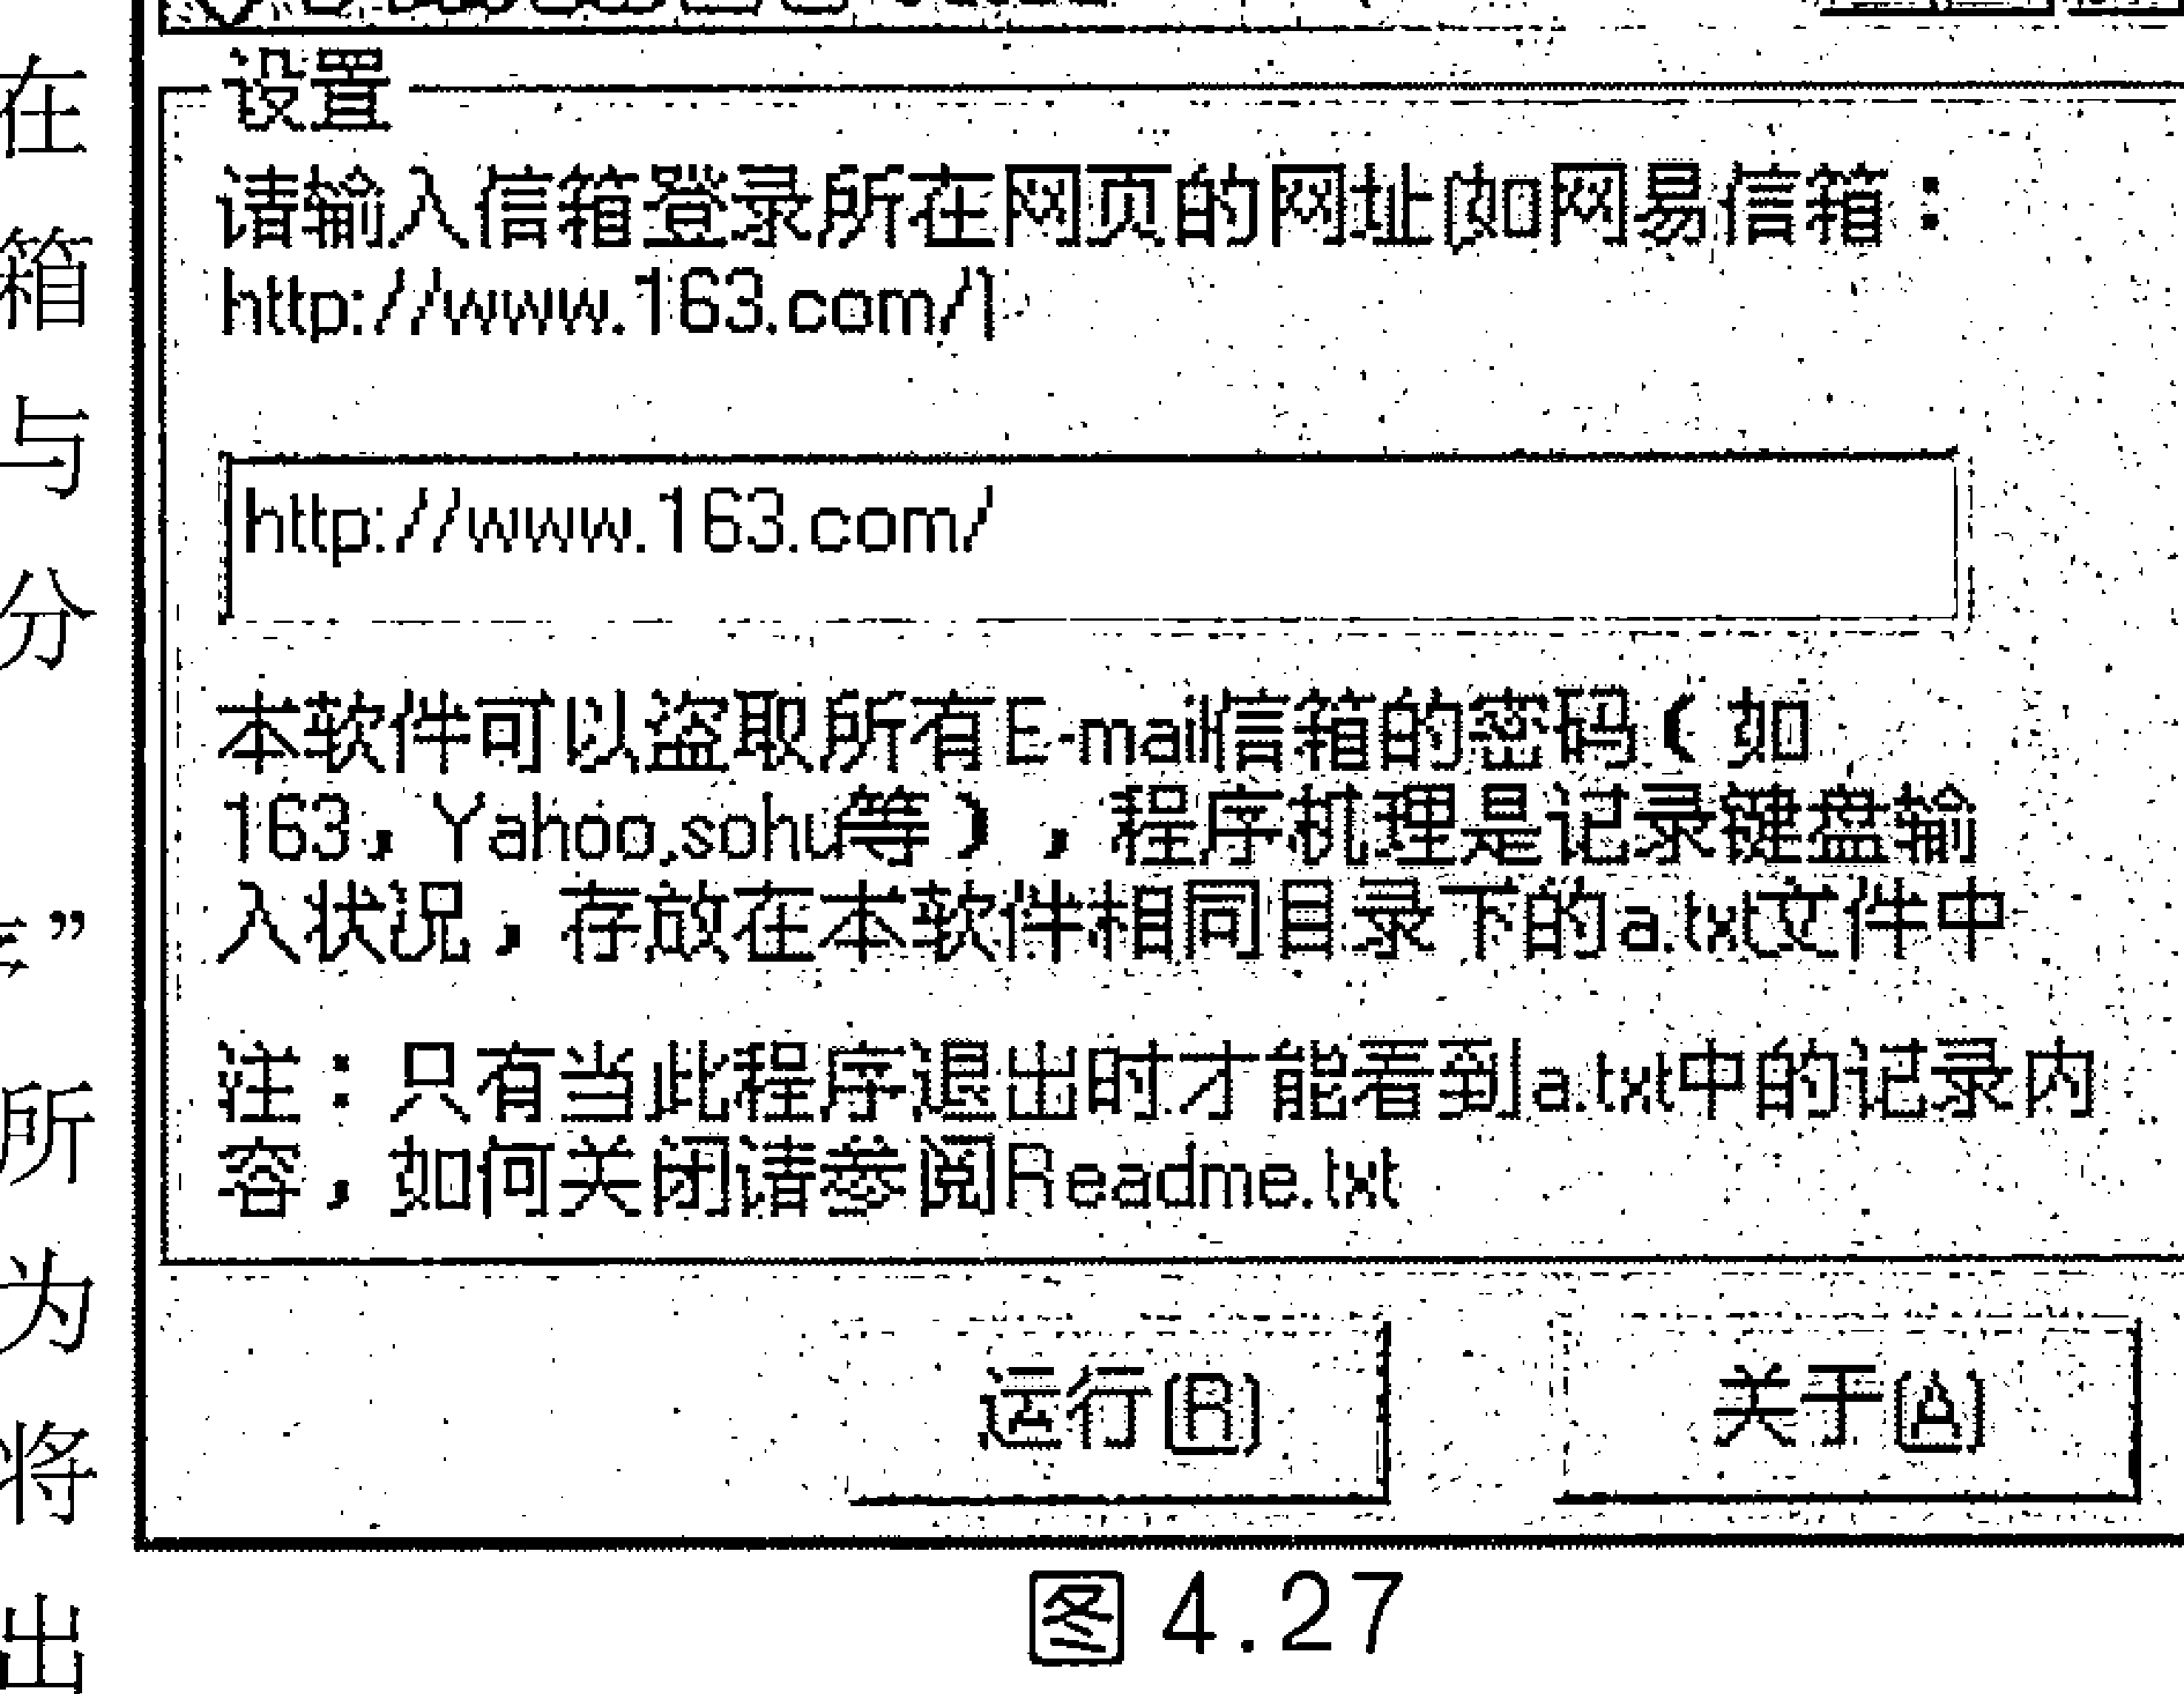 在
箱
与
分
”
所
为
将
出
设置
请输入信箱登录所在网页的网址(如网易信箱：
http://www.163.com/)
http://www.163.com/
本软件可以盗取所有E-mail信箱的密码（如
163，Yahoo,sohu等），程序机理是记录键盘输
入状况，存放在本软件相同目录下的a.txt文件中
注：只有当此程序退出时才能看到a.txt中的记录内
容，如何关闭请参阅Readme.txt
运行(R)
关于(A)
图 4.27